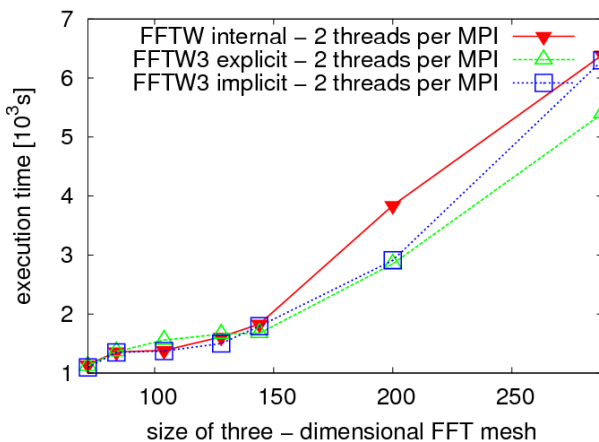 7
6
5
4
3
2
1
execution time [10³s]
FFTW internal – 2 threads per MPI
FFTW3 explicit – 2 threads per MPI
FFTW3 implicit – 2 threads per MPI
100
150
200
250
size of three – dimensional FFT mesh